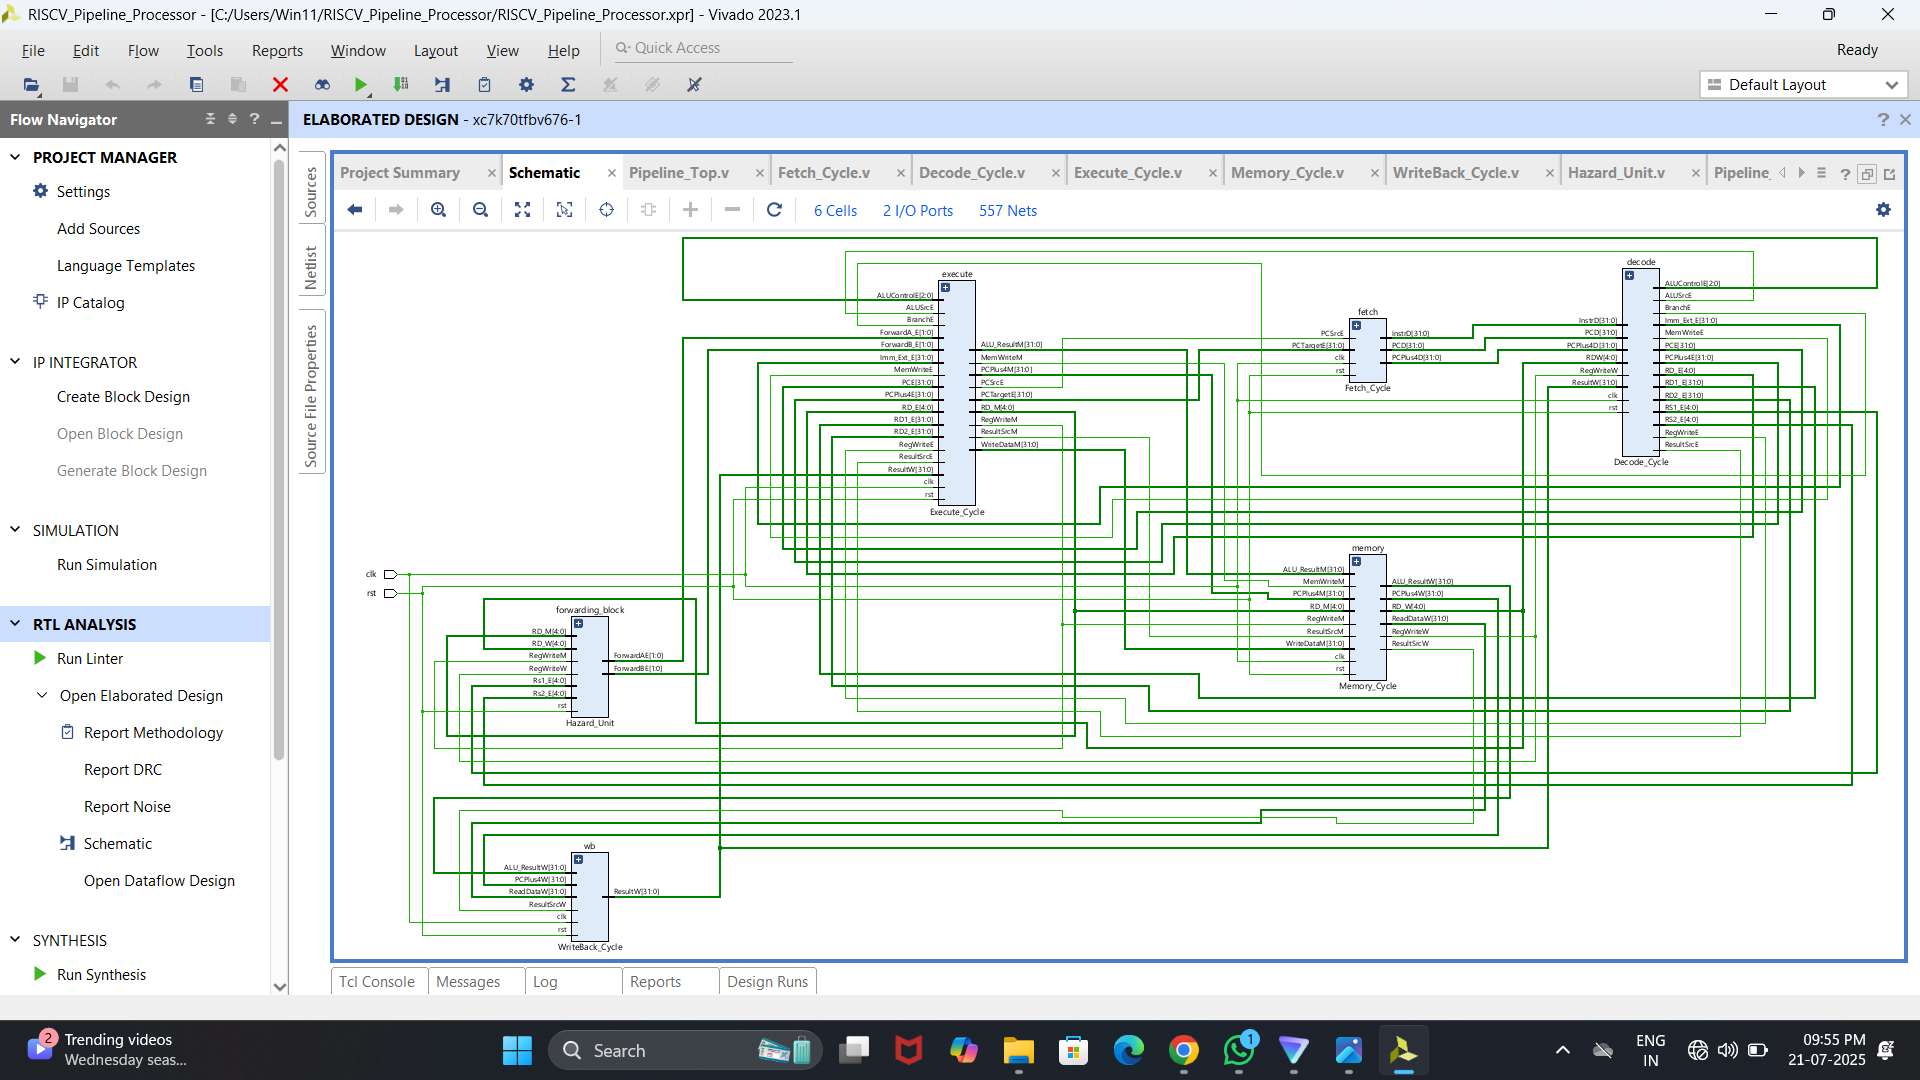 RISCV_Pipeline_Processor - [C:/Users/Win11/RISCV_Pipeline_Processor/RISCV_Pipeline_Processor.xpr] - Vivado 2023.1
File Edit Flow Tools Reports Window Layout View Help Quick Access Ready
Default Layout
Flow Navigator
ELABORATED DESIGN - xc7k70tfbv676-1
PROJECT MANAGER
Settings
Add Sources
Language Templates
IP Catalog
IP INTEGRATOR
Create Block Design
Open Block Design
Generate Block Design
SIMULATION
Run Simulation
RTL ANALYSIS
Run Linter
Open Elaborated Design
Report Methodology
Report DRC
Report Noise
Schematic
Open Dataflow Design
SYNTHESIS
Run Synthesis
Sources
Netlist
Source File Properties
Project Summary Schematic Pipeline_Top.v Fetch_Cycle.v Decode_Cycle.v Execute_Cycle.v Memory_Cycle.v WriteBack_Cycle.v Hazard_Unit.v Pipeline_
6 Cells 2 I/O Ports 557 Nets
execute
ALUControlE[2:0]
ALUSrcE
BranchE
ForwardA_E[1:0]
ForwardB_E[1:0]
Imm_Ext_E[31:0]
MemWriteE
PCE[31:0]
PCPlus4E[31:0]
RD_E[4:0]
RD1_E[31:0]
RD2_E[31:0]
RegWriteE
ResultSrcE
ResultW[31:0]
clk
rst
ALU_ResultM[31:0]
MemWriteM
PCPlus4M[31:0]
PCSrcE
PCTargetE[31:0]
RD_M[4:0]
RegWriteM
ResultSrcM
WriteDataM[31:0]
Execute_Cycle
fetch
PCSrcE
PCTargetE[31:0]
clk
rst
InstrD[31:0]
PCD[31:0]
PCPlus4D[31:0]
Fetch_Cycle
decode
InstrD[31:0]
PCD[31:0]
PCPlus4D[31:0]
RDW[4:0]
RegWriteW
ResultW[31:0]
clk
rst
ALUControlE[2:0]
ALUSrcE
BranchE
Imm_Ext_E[31:0]
MemWriteE
PCE[31:0]
PCPlus4E[31:0]
RD_E[4:0]
RD1_E[31:0]
RD2_E[31:0]
RS1_E[4:0]
RS2_E[4:0]
RegWriteE
ResultSrcE
Decode_Cycle
clk
rst
forwarding_block
RD_M[4:0]
RD_W[4:0]
RegWriteM
RegWriteW
Rs1_E[4:0]
Rs2_E[4:0]
rst
ForwardAE[1:0]
ForwardBE[1:0]
Hazard_Unit
memory
ALU_ResultM[31:0]
MemWriteM
PCPlus4M[31:0]
RD_M[4:0]
RegWriteM
ResultSrcM
WriteDataM[31:0]
clk
rst
ALU_ResultW[31:0]
PCPlus4W[31:0]
RD_W[4:0]
ReadDataW[31:0]
RegWriteW
ResultSrcW
Memory_Cycle
wb
ALU_ResultW[31:0]
PCPlus4W[31:0]
ReadDataW[31:0]
ResultSrcW
clk
rst
ResultW[31:0]
WriteBack_Cycle
Tcl Console Messages Log Reports Design Runs
2
Trending videos
Wednesday seas...
Search
1
ENG
IN
09:55 PM
21-07-2025